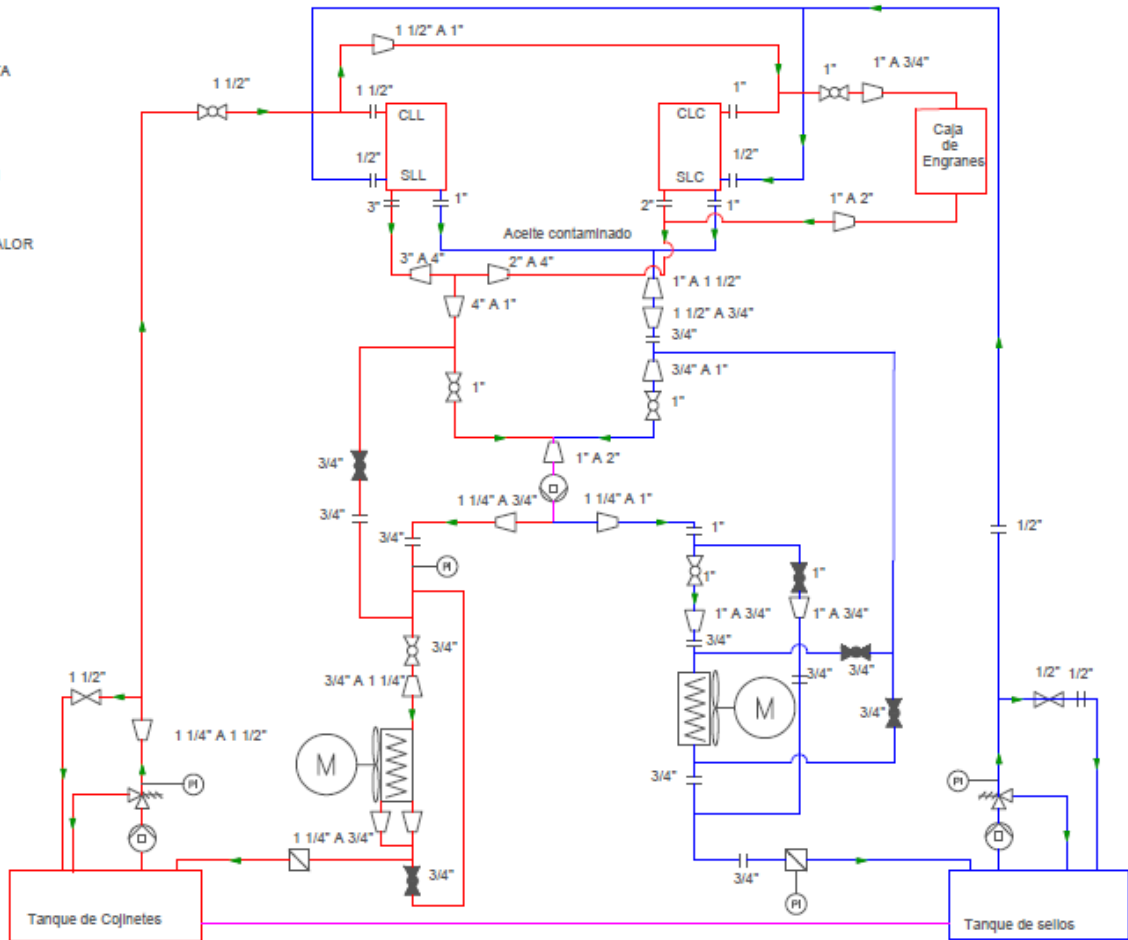 1 1/2" A 1"
A
1 1/2"
1 1/2"
1"
1"
1" A 3/4"
CLL
CLC
Caja
de
Engranes
1/2"
1/2"
SLL
SLC
3"
1"
2"
1"
1" A 2"
Aceite contaminado
ALOR
3" A 4"
2" A 4"
1" A 1 1/2"
4" A 1"
1 1/2" A 3/4"
3/4"
3/4" A 1"
1"
1"
3/4"
1" A 2"
1 1/4" A 3/4"
1 1/4" A 1"
3/4"
3/4"
1"
1/2"
PI
1"
1"
1" A 3/4"
1" A 3/4"
3/4"
3/4"
3/4"
3/4"
3/4" A 1 1/4"
1 1/2"
1/2"
1/2"
M
M
3/4"
1 1/4" A 1 1/2"
PI
3/4"
PI
1 1/4" A 3/4"
3/4"
3/4"
PI
Tanque de Cojinetes
Tanque de sellos